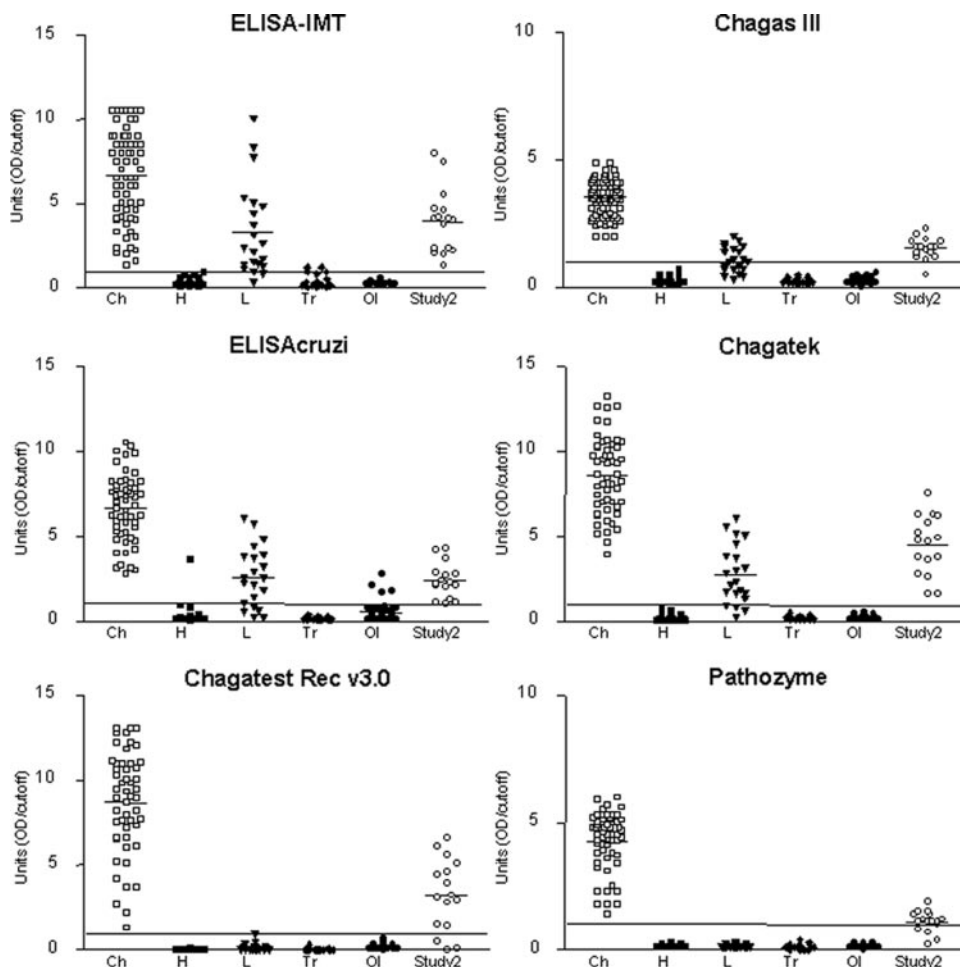 ELISA-IMT
15
10
5
0
Units (OD/cutoff)
Ch H L Tr OI Study2
Chagas III
10
5
0
Units (OD/cutoff)
Ch H L Tr OI Study2
ELISAcruzi
15
10
5
0
Units (OD/cutoff)
Ch H L Tr OI Study2
Chagatek
15
10
5
0
Units (OD/cutoff)
Ch H L Tr OI Study2
Chagatest Rec v3.0
15
10
5
0
Units (OD/cutoff)
Ch H L Tr OI Study2
Pathozyme
10
5
0
Units (OD/cutoff)
Ch H L Tr OI Study2